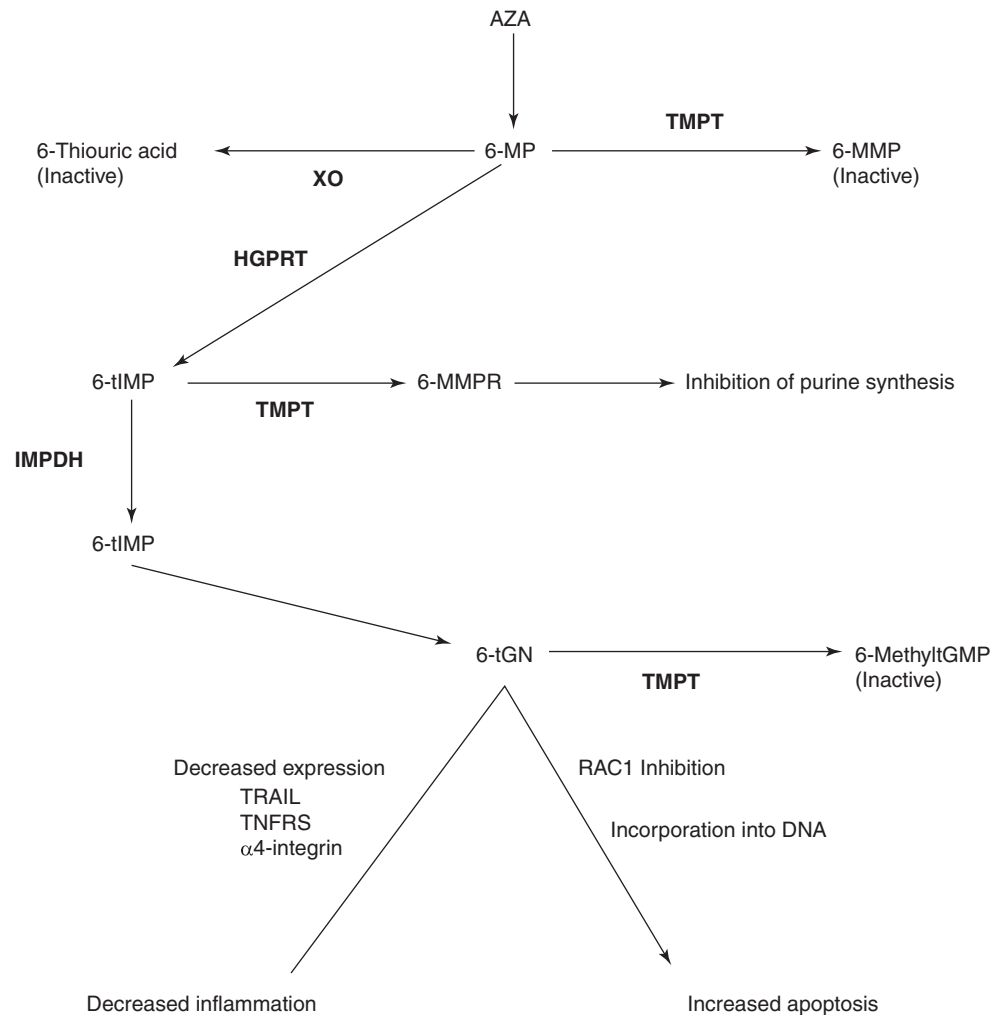 AZA
TMPT
6-Thiouric acid
(Inactive)
6-MP
6-MMP
(Inactive)
XO
HGPRT
6-tIMP
6-MMPR
Inhibition of purine synthesis
TMPT
IMPDH
6-tIMP
6-tGN
6-MethyltGMP
(Inactive)
TMPT
Decreased expression
TRAIL
TNFRS
α4-integrin
RAC1 Inhibition
Incorporation into DNA
Decreased inflammation
Increased apoptosis